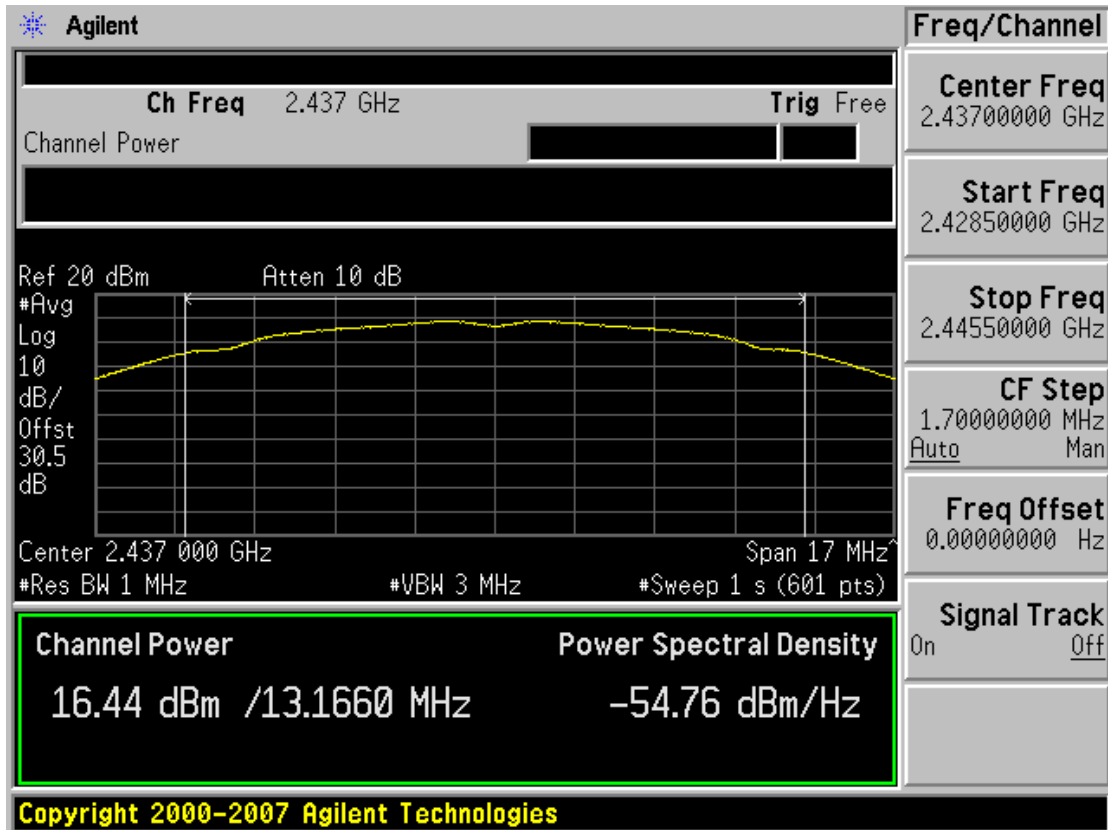 Agilent
Freq/Channel
Ch Freq 2.437 GHz Trig Free
Channel Power
Center Freq
2.43700000 GHz
Start Freq
2.42850000 GHz
Stop Freq
2.44550000 GHz
CF Step
1.70000000 MHz
Auto Man
Freq Offset
0.00000000 Hz
Signal Track
On Off
Ref 20 dBm Atten 10 dB
#Avg
Log
10
dB/
Offst
30.5
dB
Center 2.437 000 GHz Span 17 MHz^
#Res BW 1 MHz #VBW 3 MHz #Sweep 1 s (601 pts)
Channel Power Power Spectral Density
16.44 dBm /13.1660 MHz -54.76 dBm/Hz
Copyright 2000-2007 Agilent Technologies